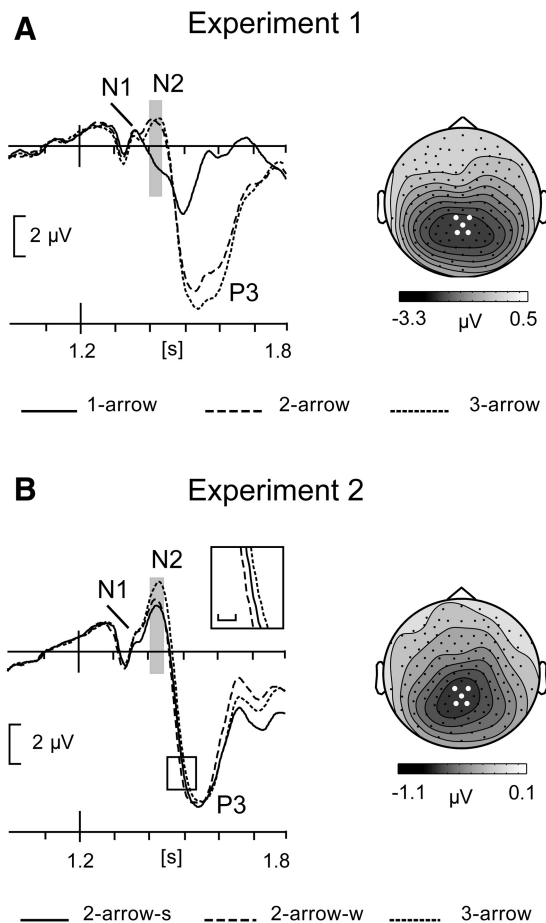 A
Experiment 1
N1
N2
2 µV
P3
1.2
[s]
1.8
-3.3
µV
0.5
1-arrow
2-arrow
3-arrow
B
Experiment 2
N1
N2
2 µV
P3
1.2
[s]
1.8
-1.1
µV
0.1
2-arrow-s
2-arrow-w
3-arrow